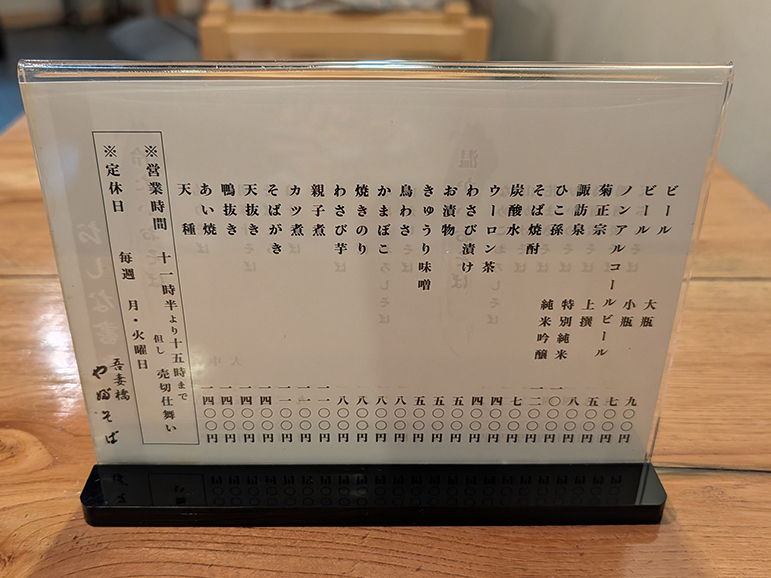 ビール 大瓶 九〇〇円
ビール 小瓶 七〇〇円
ノンアルコールビール 五〇〇円
菊正宗 上撰 八〇〇円
諏訪泉 特別純米 一〇〇〇円
ひこ孫 純米吟醸 一二〇〇円
そば焼酎 七〇〇円
炭酸水 四〇〇円
ウーロン茶 四〇〇円
わさび漬け 五〇〇円
お漬物 五〇〇円
きゅうり味噌 五〇〇円
鳥わさ 八〇〇円
かまぼこ 八〇〇円
焼きのり 八〇〇円
わさび芋 八〇〇円
親子煮 一一〇〇円
カツ煮 一一〇〇円
そばがき 一一〇〇円
天抜き 一四〇〇円
鴨抜き 一四〇〇円
あい焼 一四〇〇円
天種 一四〇〇円
※営業時間 十一時半より十五時まで
但し 売切仕舞い
※定休日 毎週 月・火曜日
吾妻橋
やぶそば